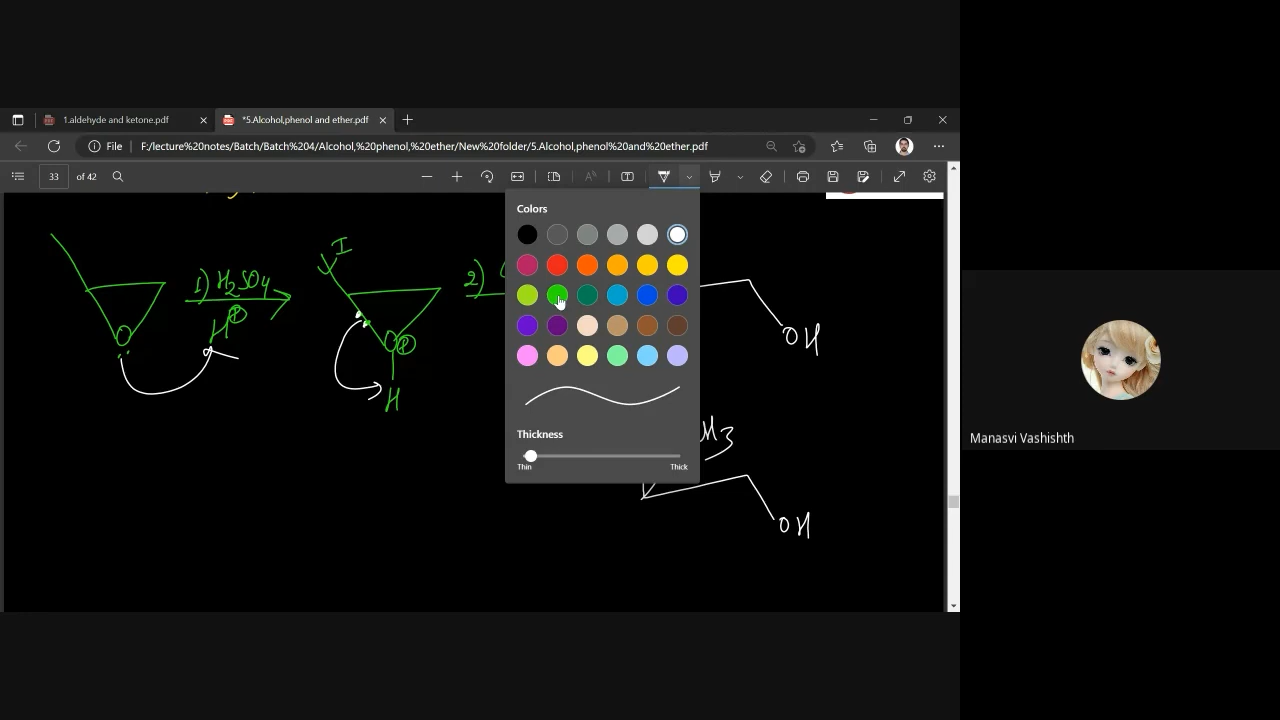 1.aldehyde and ketone.pdf
*5.Alcohol,phenol and ether.pdf
File
F:/lecture%20notes/Batch/Batch%204/Alcohol,%20phenol,%20ether/New%20folder/5.Alcohol,phenol%20and%20ether.pdf
33 of 42
Colors
Thickness
Thin Thick
1) H2SO4
H⊕
O
I
O⊕
H
2)
OH
H3
OH
Manasvi Vashishth